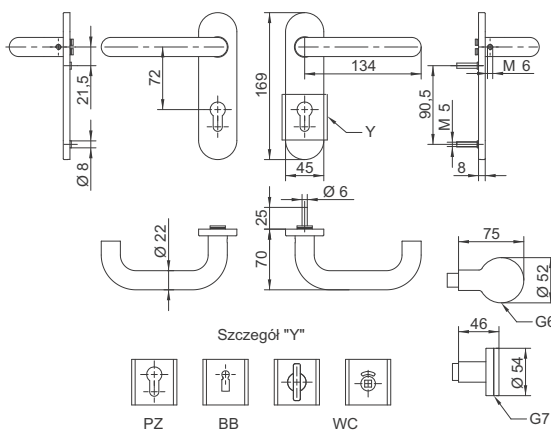 21,5
72
Ø 8
169
134
Y
45
M 6
90,5
M 5
8
Ø 22
Ø 6
25
70
75
Ø 52
G6
46
Ø 54
G7
Szczegół "Y"
PZ BB WC